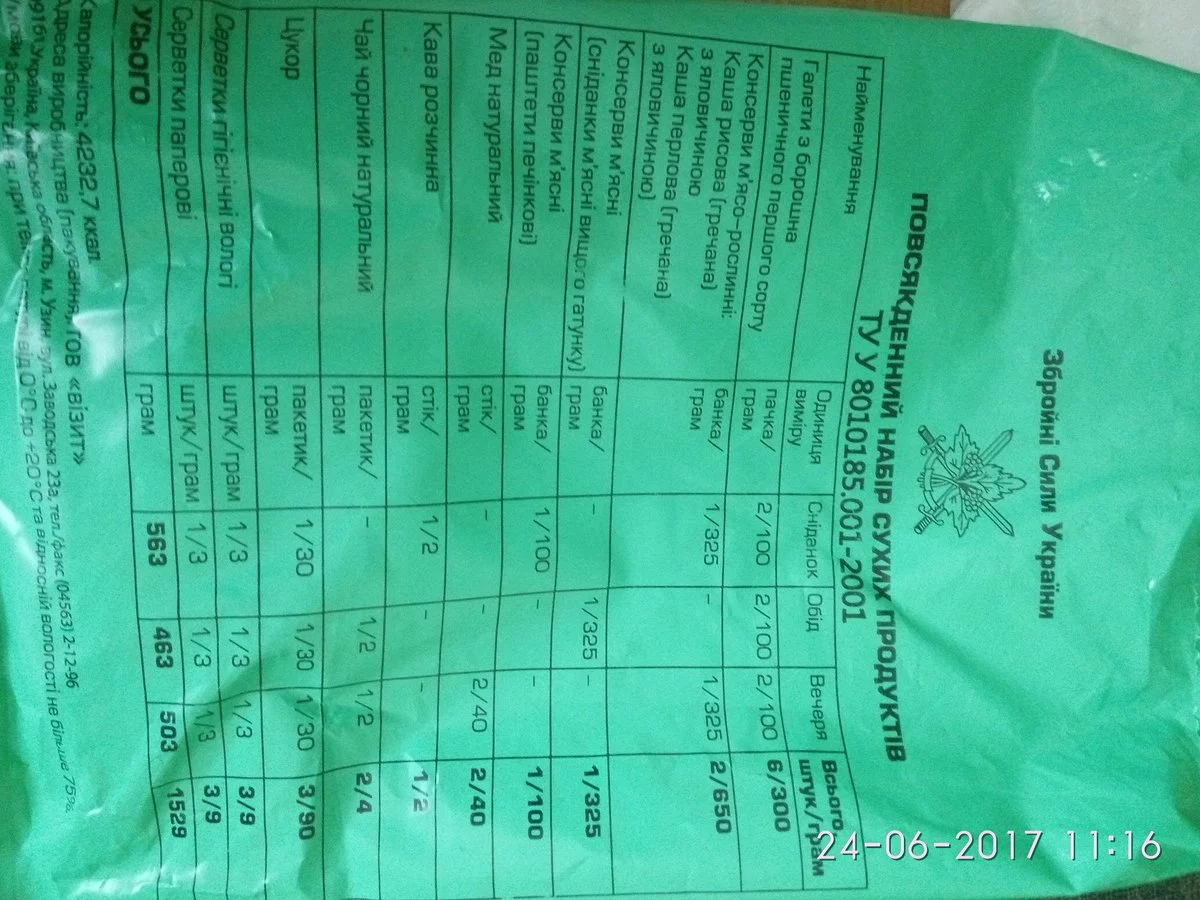 Збройні Сили України
ПОВСЯКДЕННИЙ НАБІР СУХИХ ПРОДУКТІВ
ТУ У 8010185.001-2001
Найменування Одиниця виміру Сніданок Обід Вечеря Всього штук/грам
Галети з борошна
пшеничного першого сорту пачка/грам 2/100 2/100 2/100 6/300
Консерви м'ясо-рослинні:
Каша рисова (гречана)
з яловичиною
Каша перлова (гречана)
з яловичиною) банка/грам 1/325 - 1/325 2/650
Консерви м'ясні
(сніданки м'ясні вищого гатунку) банка/грам - 1/325 - 1/325
Консерви м'ясні
(паштети печінкові) банка/грам 1/100 - - 1/100
Мед натуральний стік/грам - - 2/40 2/40
Кава розчинна стік/грам 1/2 - - 1/2
Чай чорний натуральний пакетик/грам - 1/2 1/2 2/4
Цукор пакетик/грам 1/30 1/30 1/30 3/90
Серветки гігієнічні вологі штук/грам 1/3 1/3 1/3 3/9
Серветки паперові штук/грам 1/3 1/3 1/3 3/9
УСЬОГО грам 563 463 503 1529
Калорійність: 4232.7 ккал.
Адреса виробництва (пакування): ТОВ «ВІЗИТ»
Україна, Київська область, м.Узин вул.Заводська 23а, тел./факс (04563) 2-12-96
зберігання: при від 0°С до +20°С та відносній вологості не більше 75%.
24-06-2017 11:16